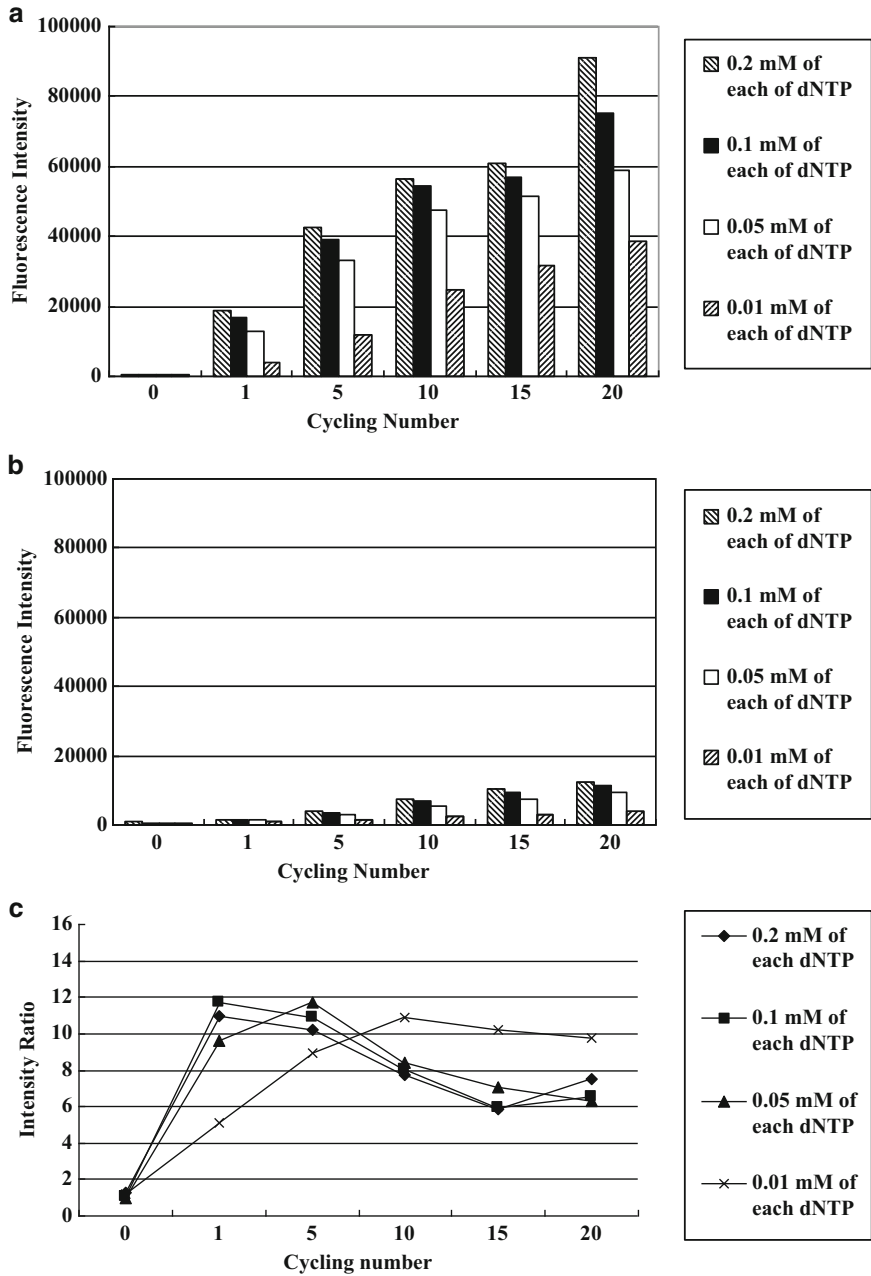 a
100000
80000
60000
40000
20000
0
Fluorescence Intensity
0 1 5 10 15 20
Cycling Number
0.2 mM of
each of dNTP
0.1 mM of
each of dNTP
0.05 mM of
each of dNTP
0.01 mM of
each of dNTP
b
100000
80000
60000
40000
20000
0
Fluorescence Intensity
0 1 5 10 15 20
Cycling Number
0.2 mM of
each of dNTP
0.1 mM of
each of dNTP
0.05 mM of
each of dNTP
0.01 mM of
each of dNTP
c
16
14
12
10
8
6
4
2
0
Intensity Ratio
0 1 5 10 15 20
Cycling number
0.2 mM of
each dNTP
0.1 mM of
each dNTP
0.05 mM of
each dNTP
0.01 mM of
each dNTP